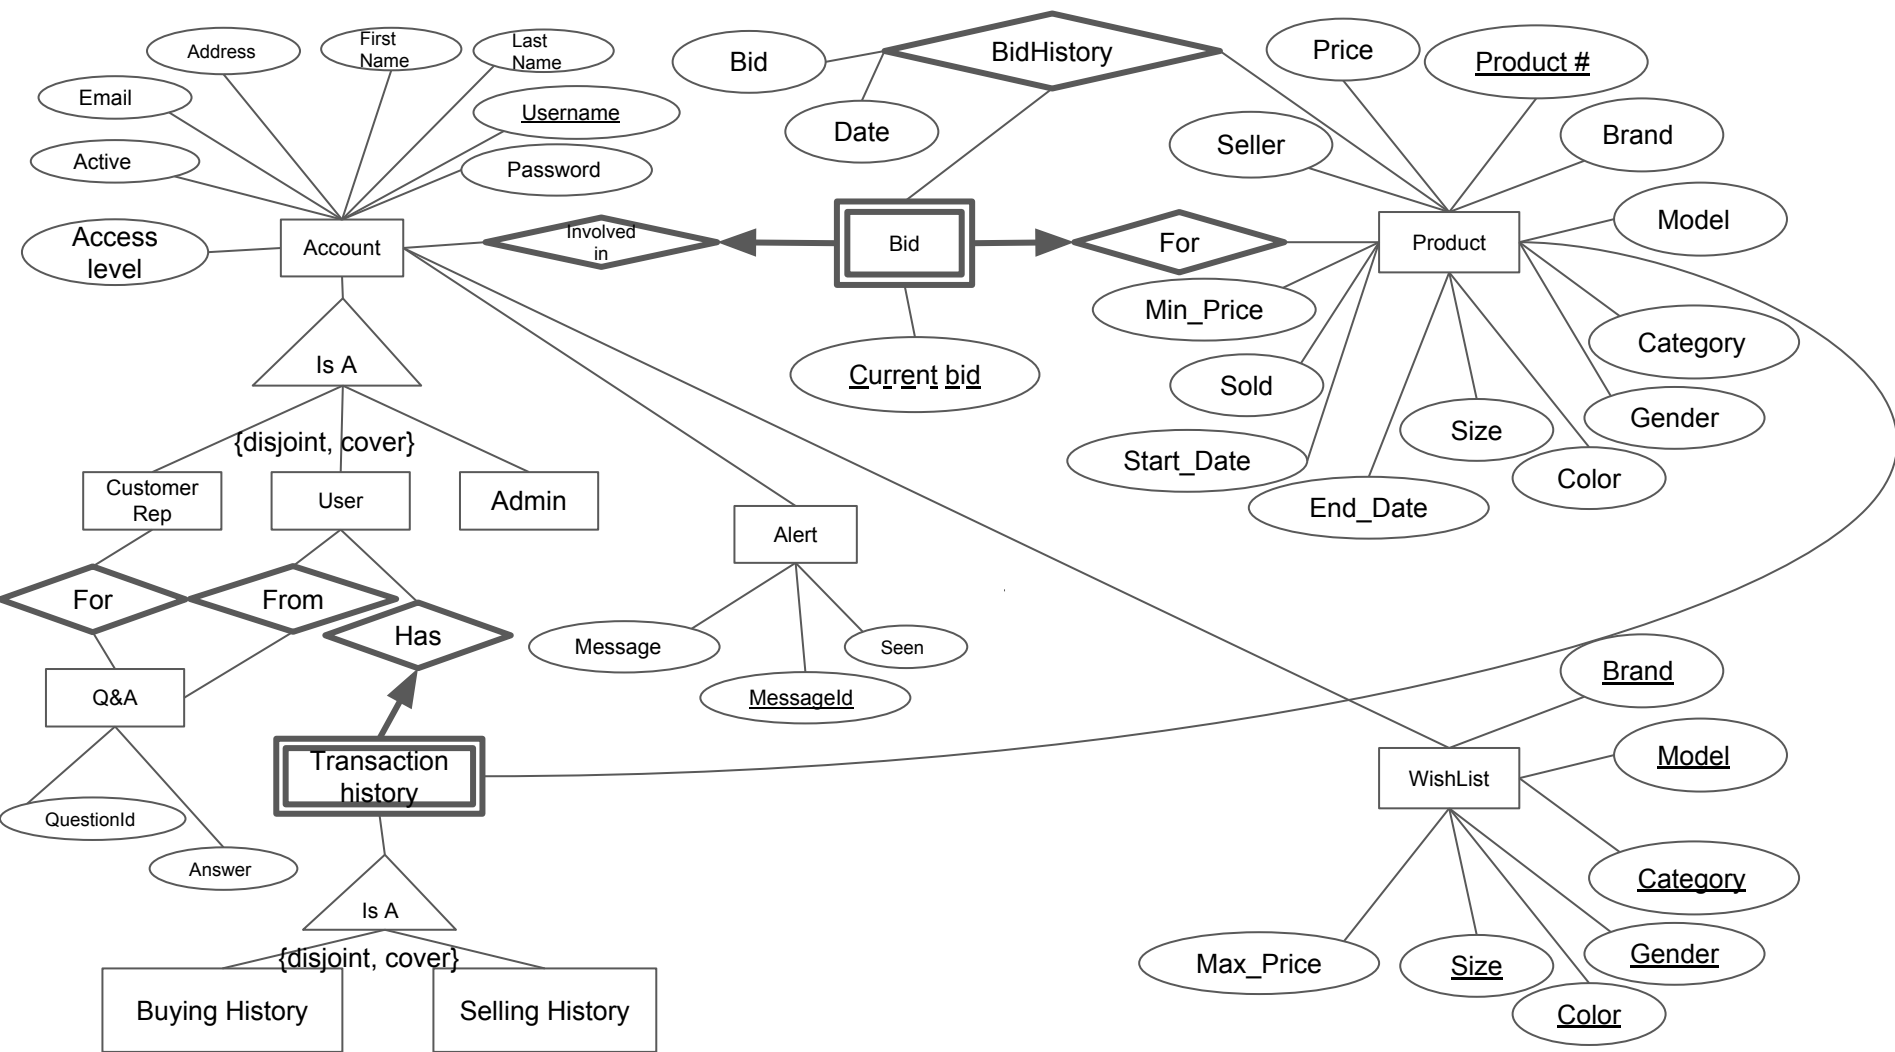 Address
First
Name
Last
Name
Bid
BidHistory
Price
Product #
Email
Username
Date
Seller
Brand
Active
Password
Model
Access
level
Account
Involved
in
Bid
For
Product
Min_Price
Category
Is A
Current bid
Sold
Gender
{disjoint, cover}
Size
Start_Date
Color
Customer
Rep
User
Admin
End_Date
Alert
For
From
Has
Message
Seen
Brand
Q&A
MessageId
Model
Transaction
history
WishList
QuestionId
Answer
Category
Is A
{disjoint, cover}
Max_Price
Size
Gender
Buying History
Selling History
Color